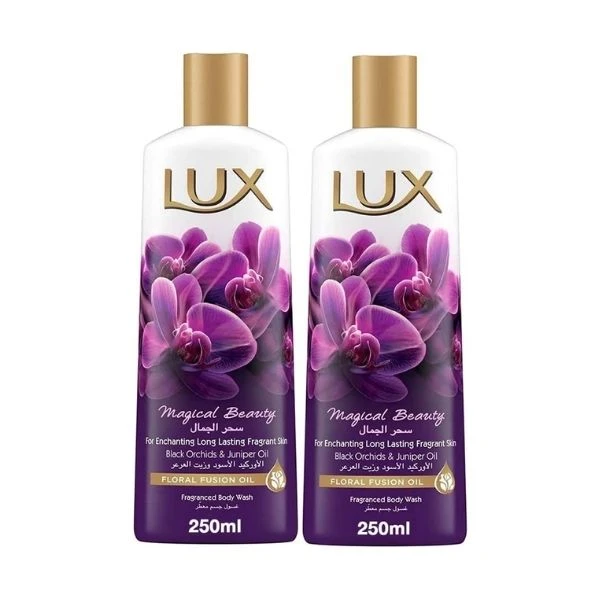 LUX
Magical Beauty
سحر الجمال
For Enchanting Long Lasting Fragrant Skin
Black Orchids & Juniper Oil
الأوركيد الأسود وزيت العرعر
FLORAL FUSION OIL
Fragranced Body Wash
غسول جسم معطر
250ml
LUX
Magical Beauty
سحر الجمال
For Enchanting Long Lasting Fragrant Skin
Black Orchids & Juniper Oil
الأوركيد الأسود وزيت العرعر
FLORAL FUSION OIL
Fragranced Body Wash
غسول جسم معطر
250ml